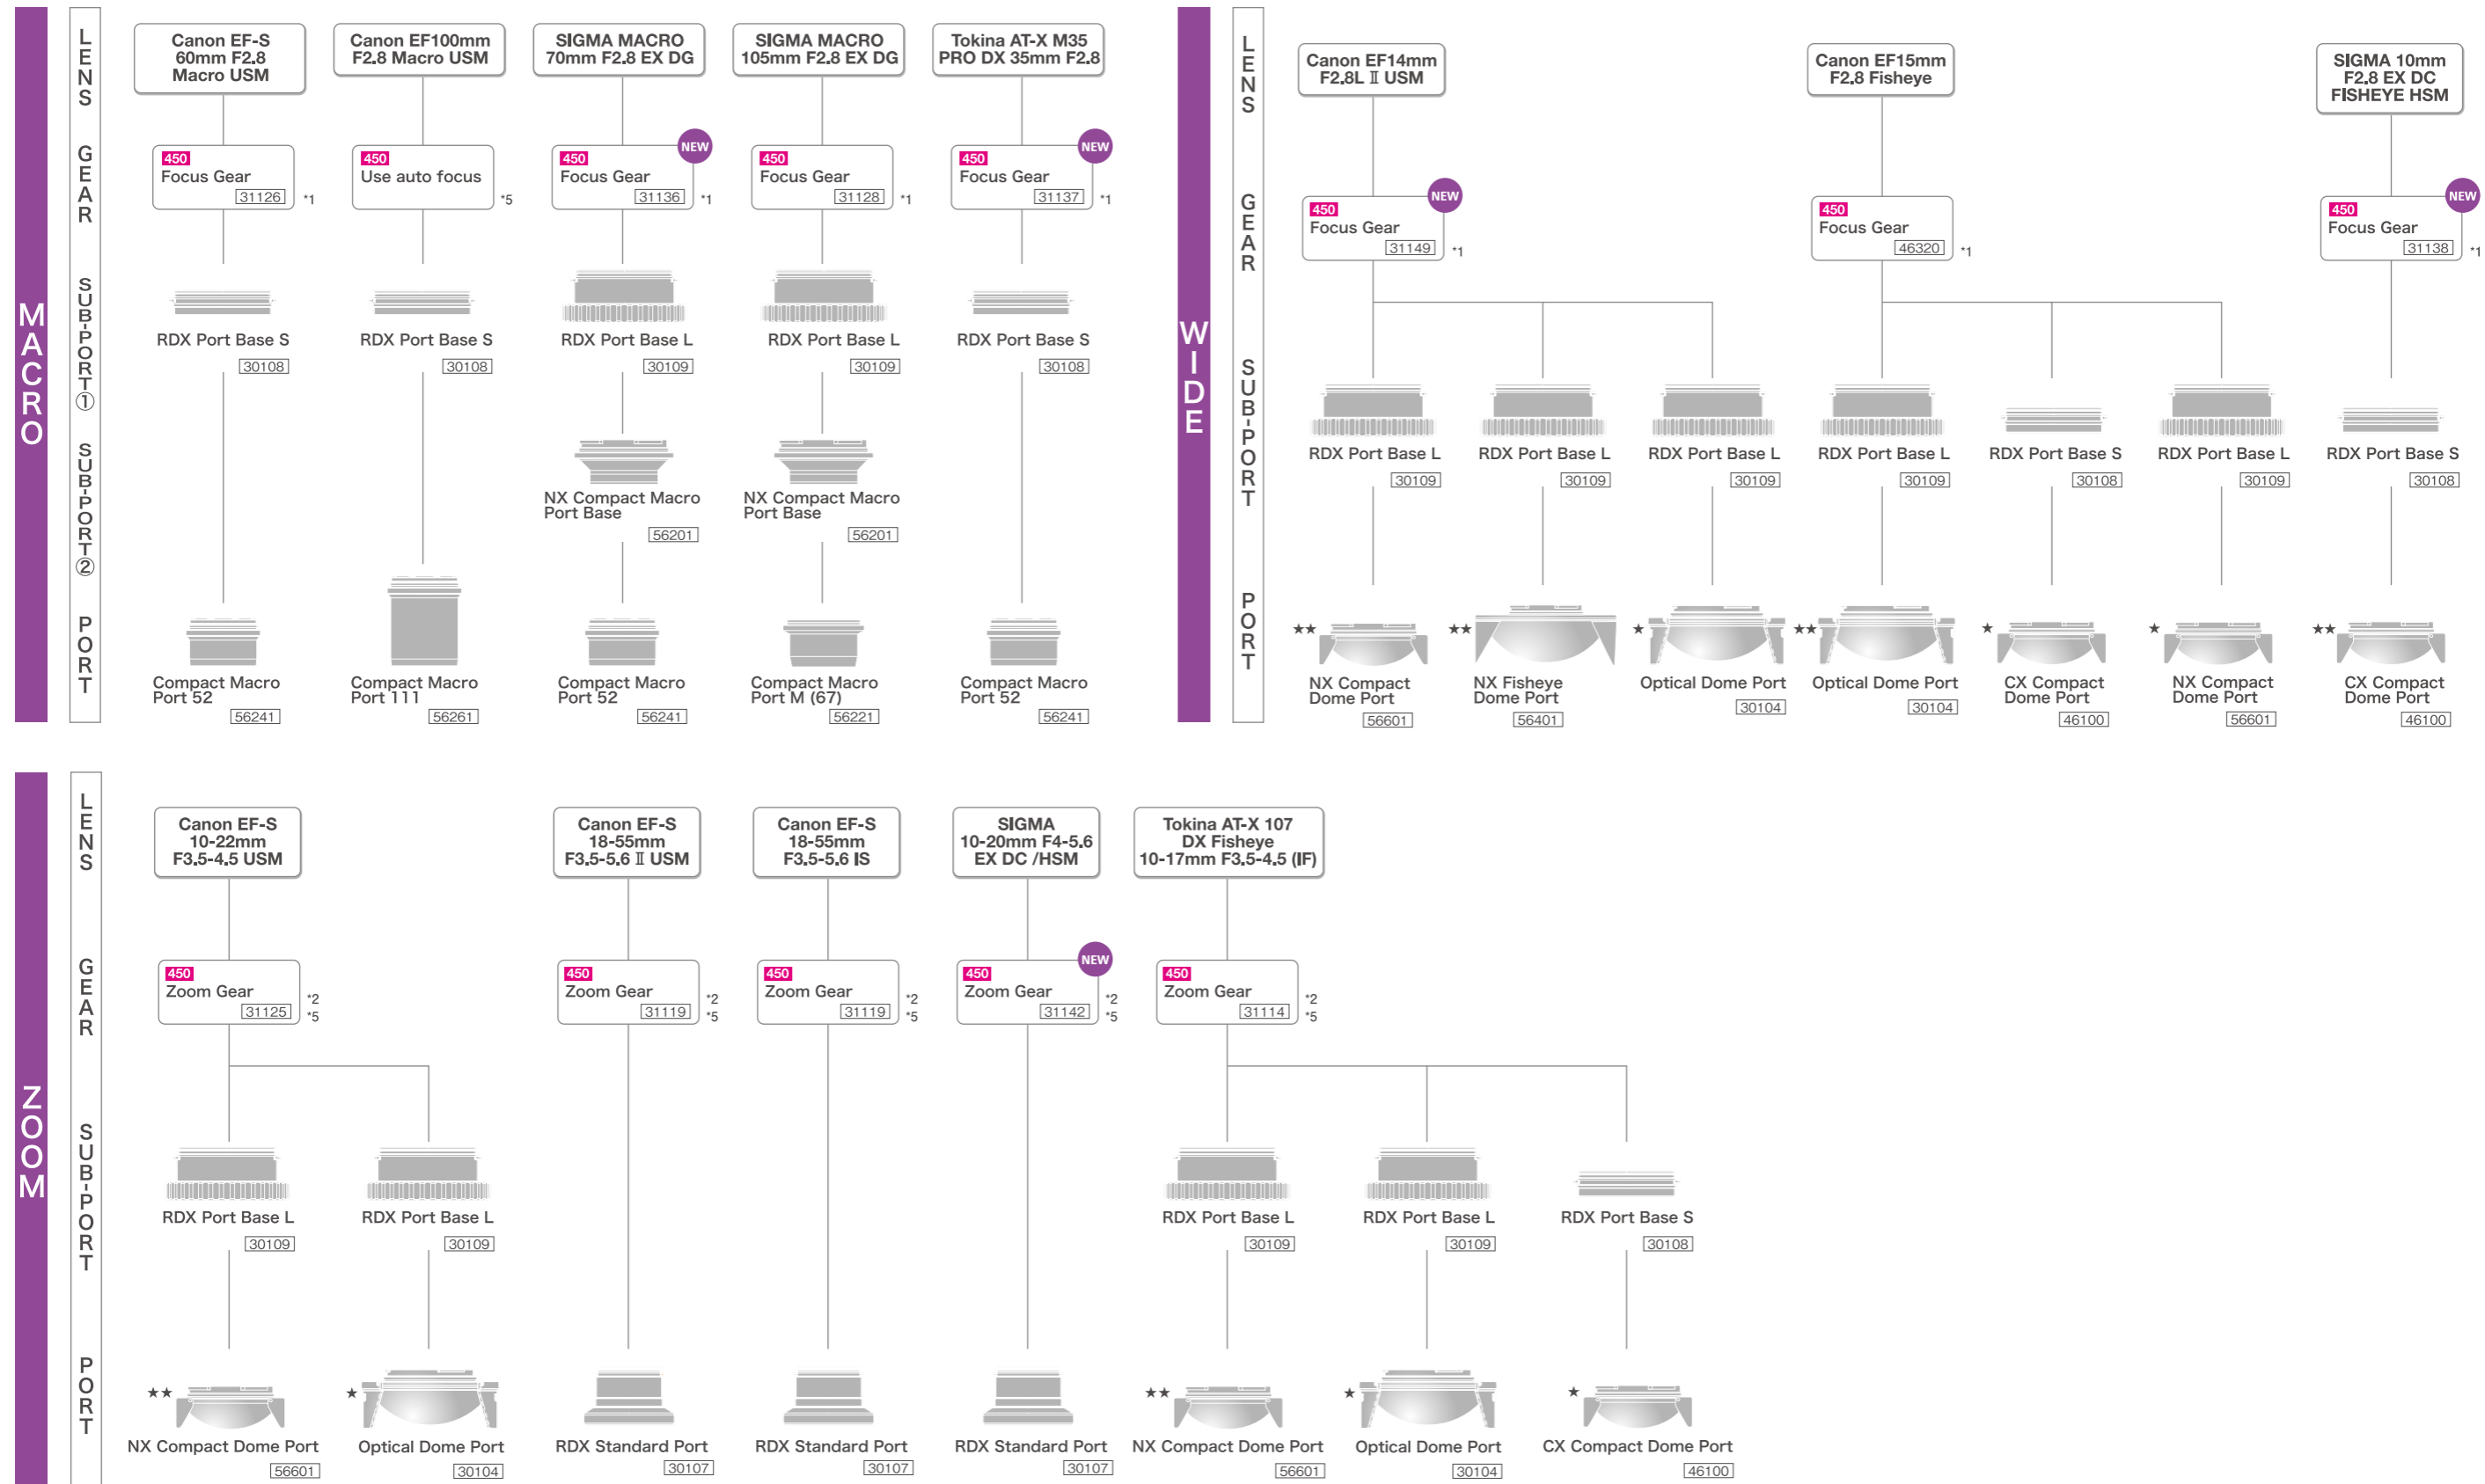 MACRO
LENS
GEAR
SUB-PORT①
SUB-PORT②
PORT
Canon EF-S
60mm F2.8
Macro USM
450
Focus Gear
31126 *1
RDX Port Base S
30108
Compact Macro
Port 52
56241
Canon EF100mm
F2.8 Macro USM
450
Use auto focus
*5
RDX Port Base S
30108
Compact Macro
Port 111
56261
SIGMA MACRO
70mm F2.8 EX DG
NEW
450
Focus Gear
31136 *1
RDX Port Base L
30109
NX Compact Macro
Port Base
56201
Compact Macro
Port 52
56241
SIGMA MACRO
105mm F2.8 EX DG
450
Focus Gear
31128 *1
RDX Port Base L
30109
NX Compact Macro
Port Base
56201
Compact Macro
Port M (67)
56221
Tokina AT-X M35
PRO DX 35mm F2.8
NEW
450
Focus Gear
31137 *1
RDX Port Base S
30108
Compact Macro
Port 52
56241
WIDE
LENS
GEAR
SUB-PORT
PORT
Canon EF14mm
F2.8L Ⅱ USM
NEW
450
Focus Gear
31149 *1
RDX Port Base L
30109
★★
NX Compact
Dome Port
56601
RDX Port Base L
30109
★★
NX Fisheye
Dome Port
56401
RDX Port Base L
30109
★
Optical Dome Port
30104
Canon EF15mm
F2.8 Fisheye
450
Focus Gear
46320 *1
RDX Port Base L
30109
★★
Optical Dome Port
30104
RDX Port Base S
30108
★
CX Compact
Dome Port
46100
RDX Port Base L
30109
★
NX Compact
Dome Port
56601
SIGMA 10mm
F2.8 EX DC
FISHEYE HSM
NEW
450
Focus Gear
31138 *1
RDX Port Base S
30108
★★
CX Compact
Dome Port
46100
ZOOM
LENS
GEAR
SUB-PORT
PORT
Canon EF-S
10-22mm
F3.5-4.5 USM
450
Zoom Gear
31125 *2
*5
RDX Port Base L
30109
★★
NX Compact Dome Port
56601
RDX Port Base L
30109
★
Optical Dome Port
30104
Canon EF-S
18-55mm
F3.5-5.6 Ⅱ USM
450
Zoom Gear
31119 *2
*5
RDX Standard Port
30107
Canon EF-S
18-55mm
F3.5-5.6 IS
450
Zoom Gear
31119 *2
*5
RDX Standard Port
30107
SIGMA
10-20mm F4-5.6
EX DC /HSM
NEW
450
Zoom Gear
31142 *2
*5
RDX Standard Port
30107
Tokina AT-X 107
DX Fisheye
10-17mm F3.5-4.5 (IF)
450
Zoom Gear
31114 *2
*5
RDX Port Base L
30109
★★
NX Compact Dome Port
56601
RDX Port Base L
30109
★
Optical Dome Port
30104
RDX Port Base S
30108
★
CX Compact Dome Port
46100